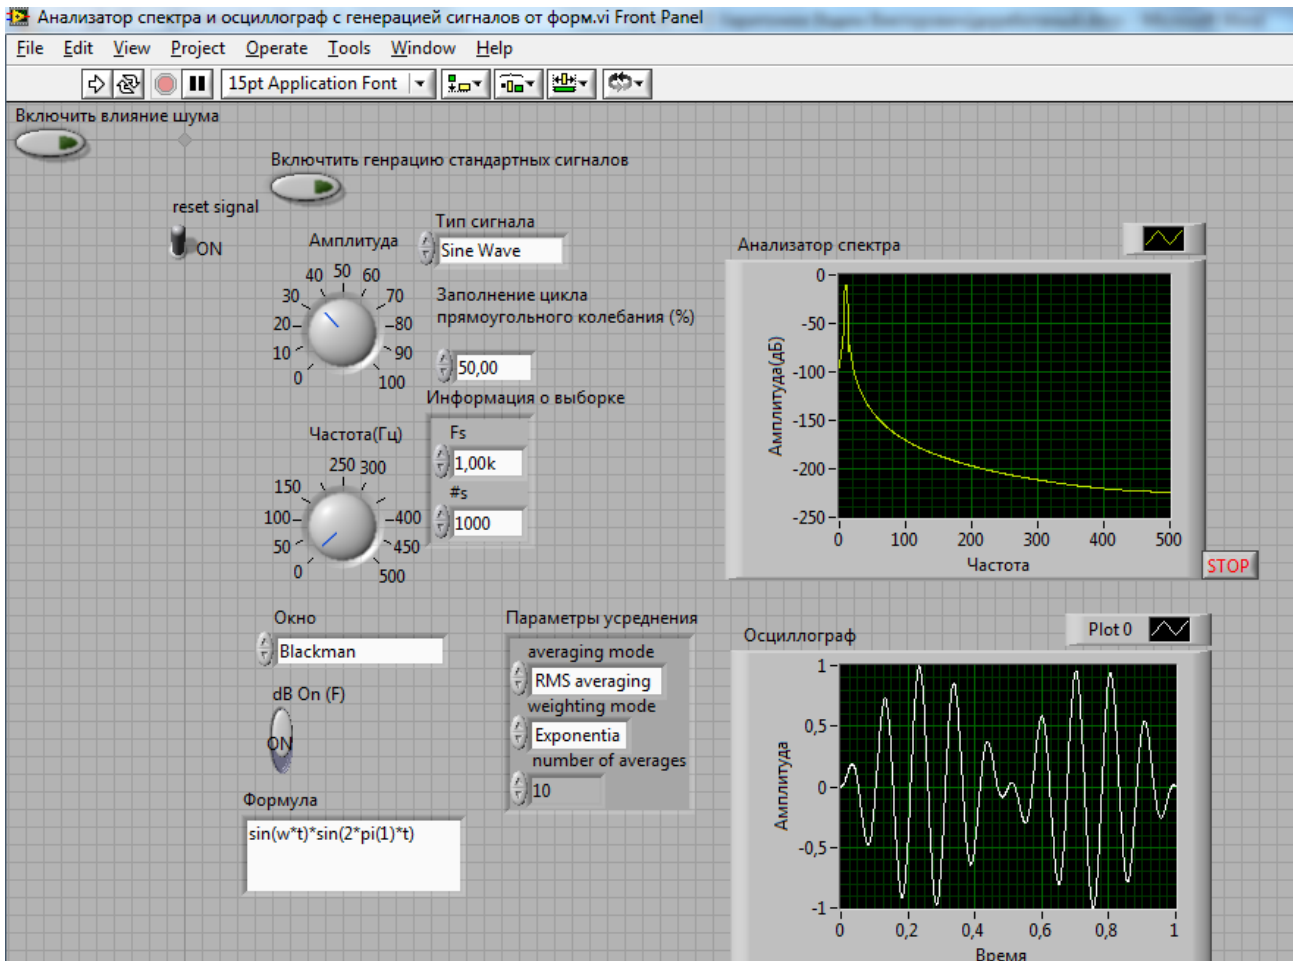 Анализатор спектра и осциллограф с генерацией сигналов от форм.vi Front Panel
File Edit View Project Operate Tools Window Help
15pt Application Font
Включить влияние шума
Включтить генрацию стандартных сигналов
reset signal
ON
Тип сигнала
Sine Wave
Амплитуда
0 10 20 30 40 50 60 70 80 90 100
Заполнение цикла
прямоугольного колебания (%)
50,00
Информация о выборке
Fs
1,00k
#s
1000
Частота(Гц)
0 50 100 150 250 300 400 450 500
Анализатор спектра
Амплитуда(дБ)
0
-50
-100
-150
-200
-250
0 100 200 300 400 500
Частота
STOP
Окно
Blackman
dB On (F)
ON
Параметры усреднения
averaging mode
RMS averaging
weighting mode
Exponentia
number of averages
10
Формула
sin(w*t)*sin(2*pi(1)*t)
Осциллограф
Plot 0
Амплитуда
1
0,5
0
-0,5
-1
0 0,2 0,4 0,6 0,8 1
Время